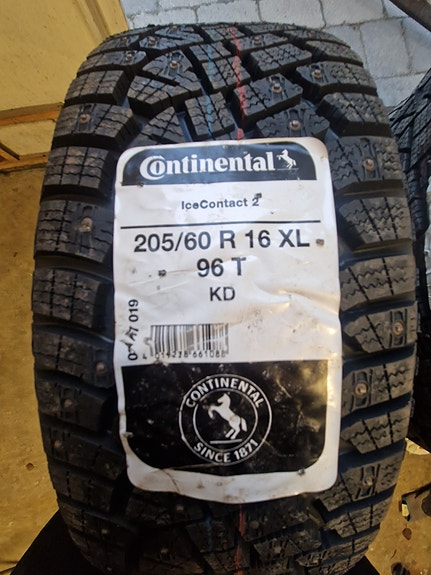 Continental
IceContact 2
205/60 R 16 XL
96 T
KD
CONTINENTAL
SINCE 1871